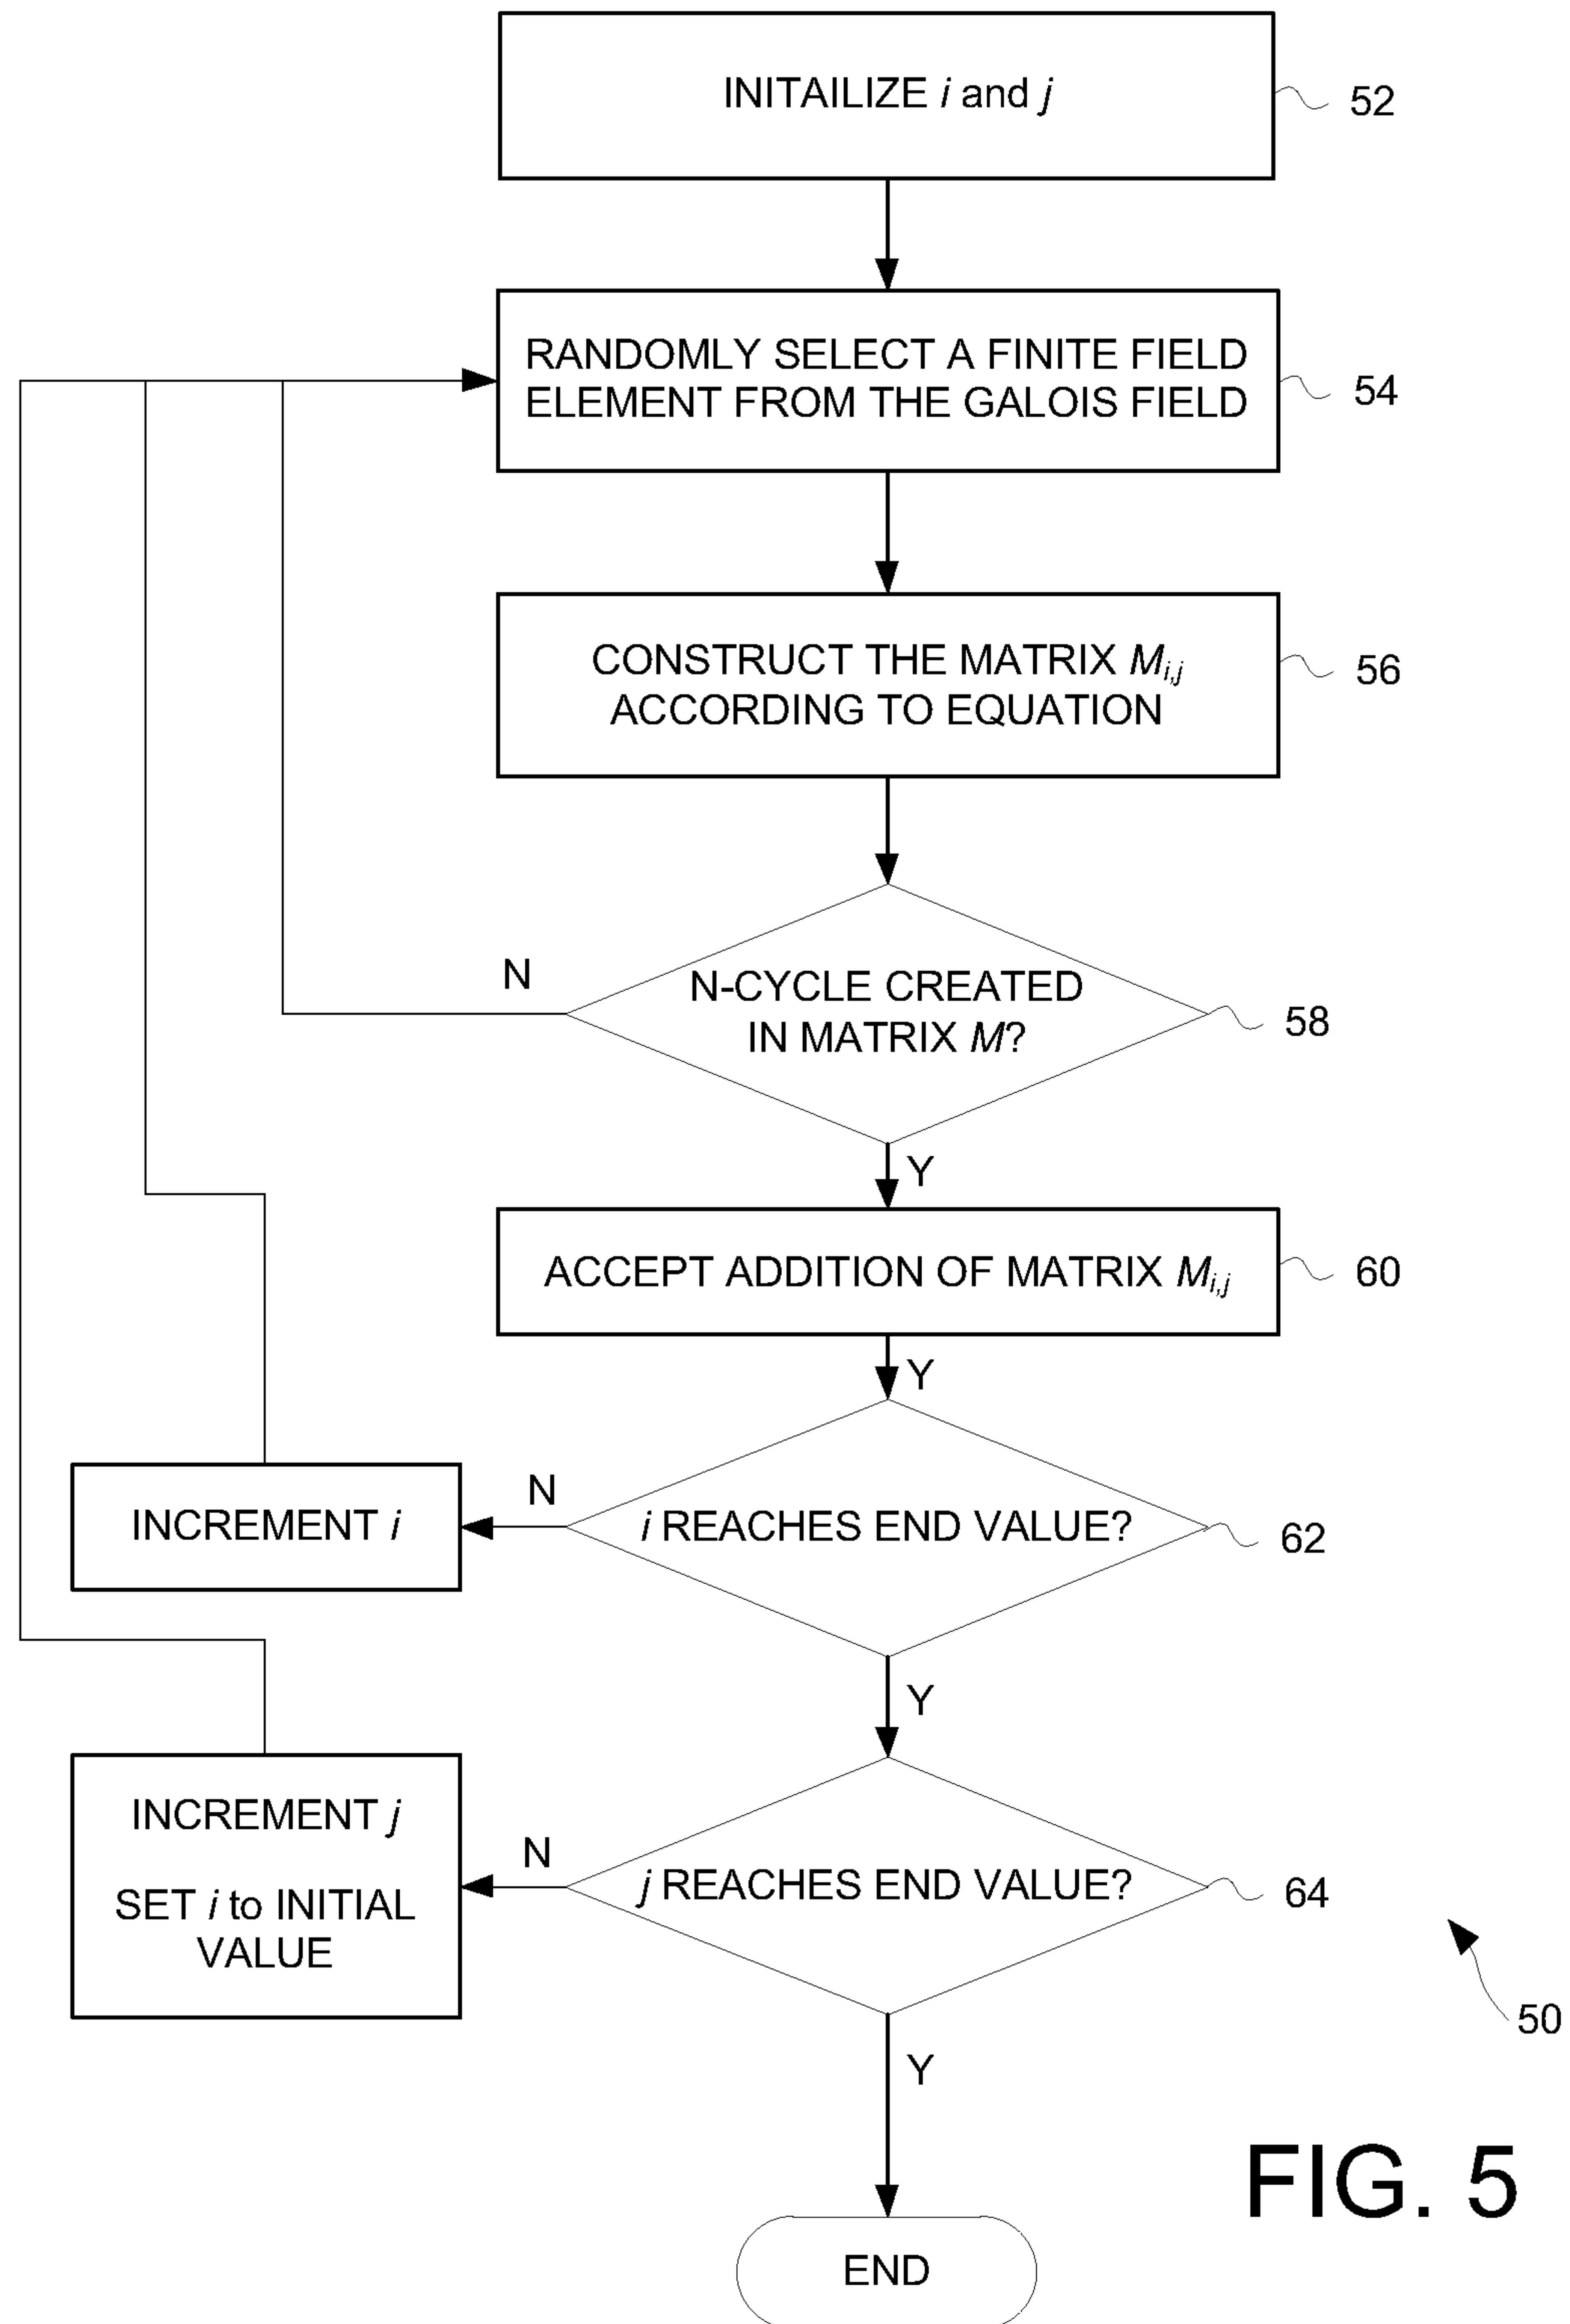 INITAILIZE i and j
52
RANDOMLY SELECT A FINITE FIELD
ELEMENT FROM THE GALOIS FIELD
54
CONSTRUCT THE MATRIX Mi,j
ACCORDING TO EQUATION
56
N-CYCLE CREATED
IN MATRIX M?
N
58
Y
ACCEPT ADDITION OF MATRIX Mi,j
60
Y
i REACHES END VALUE?
N
62
INCREMENT i
Y
j REACHES END VALUE?
N
64
INCREMENT j
SET i to INITIAL
VALUE
50
Y
END
FIG. 5